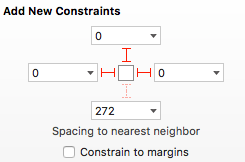 Add New Constraints
0
0
0
272
Spacing to nearest neighbor
Constrain to margins